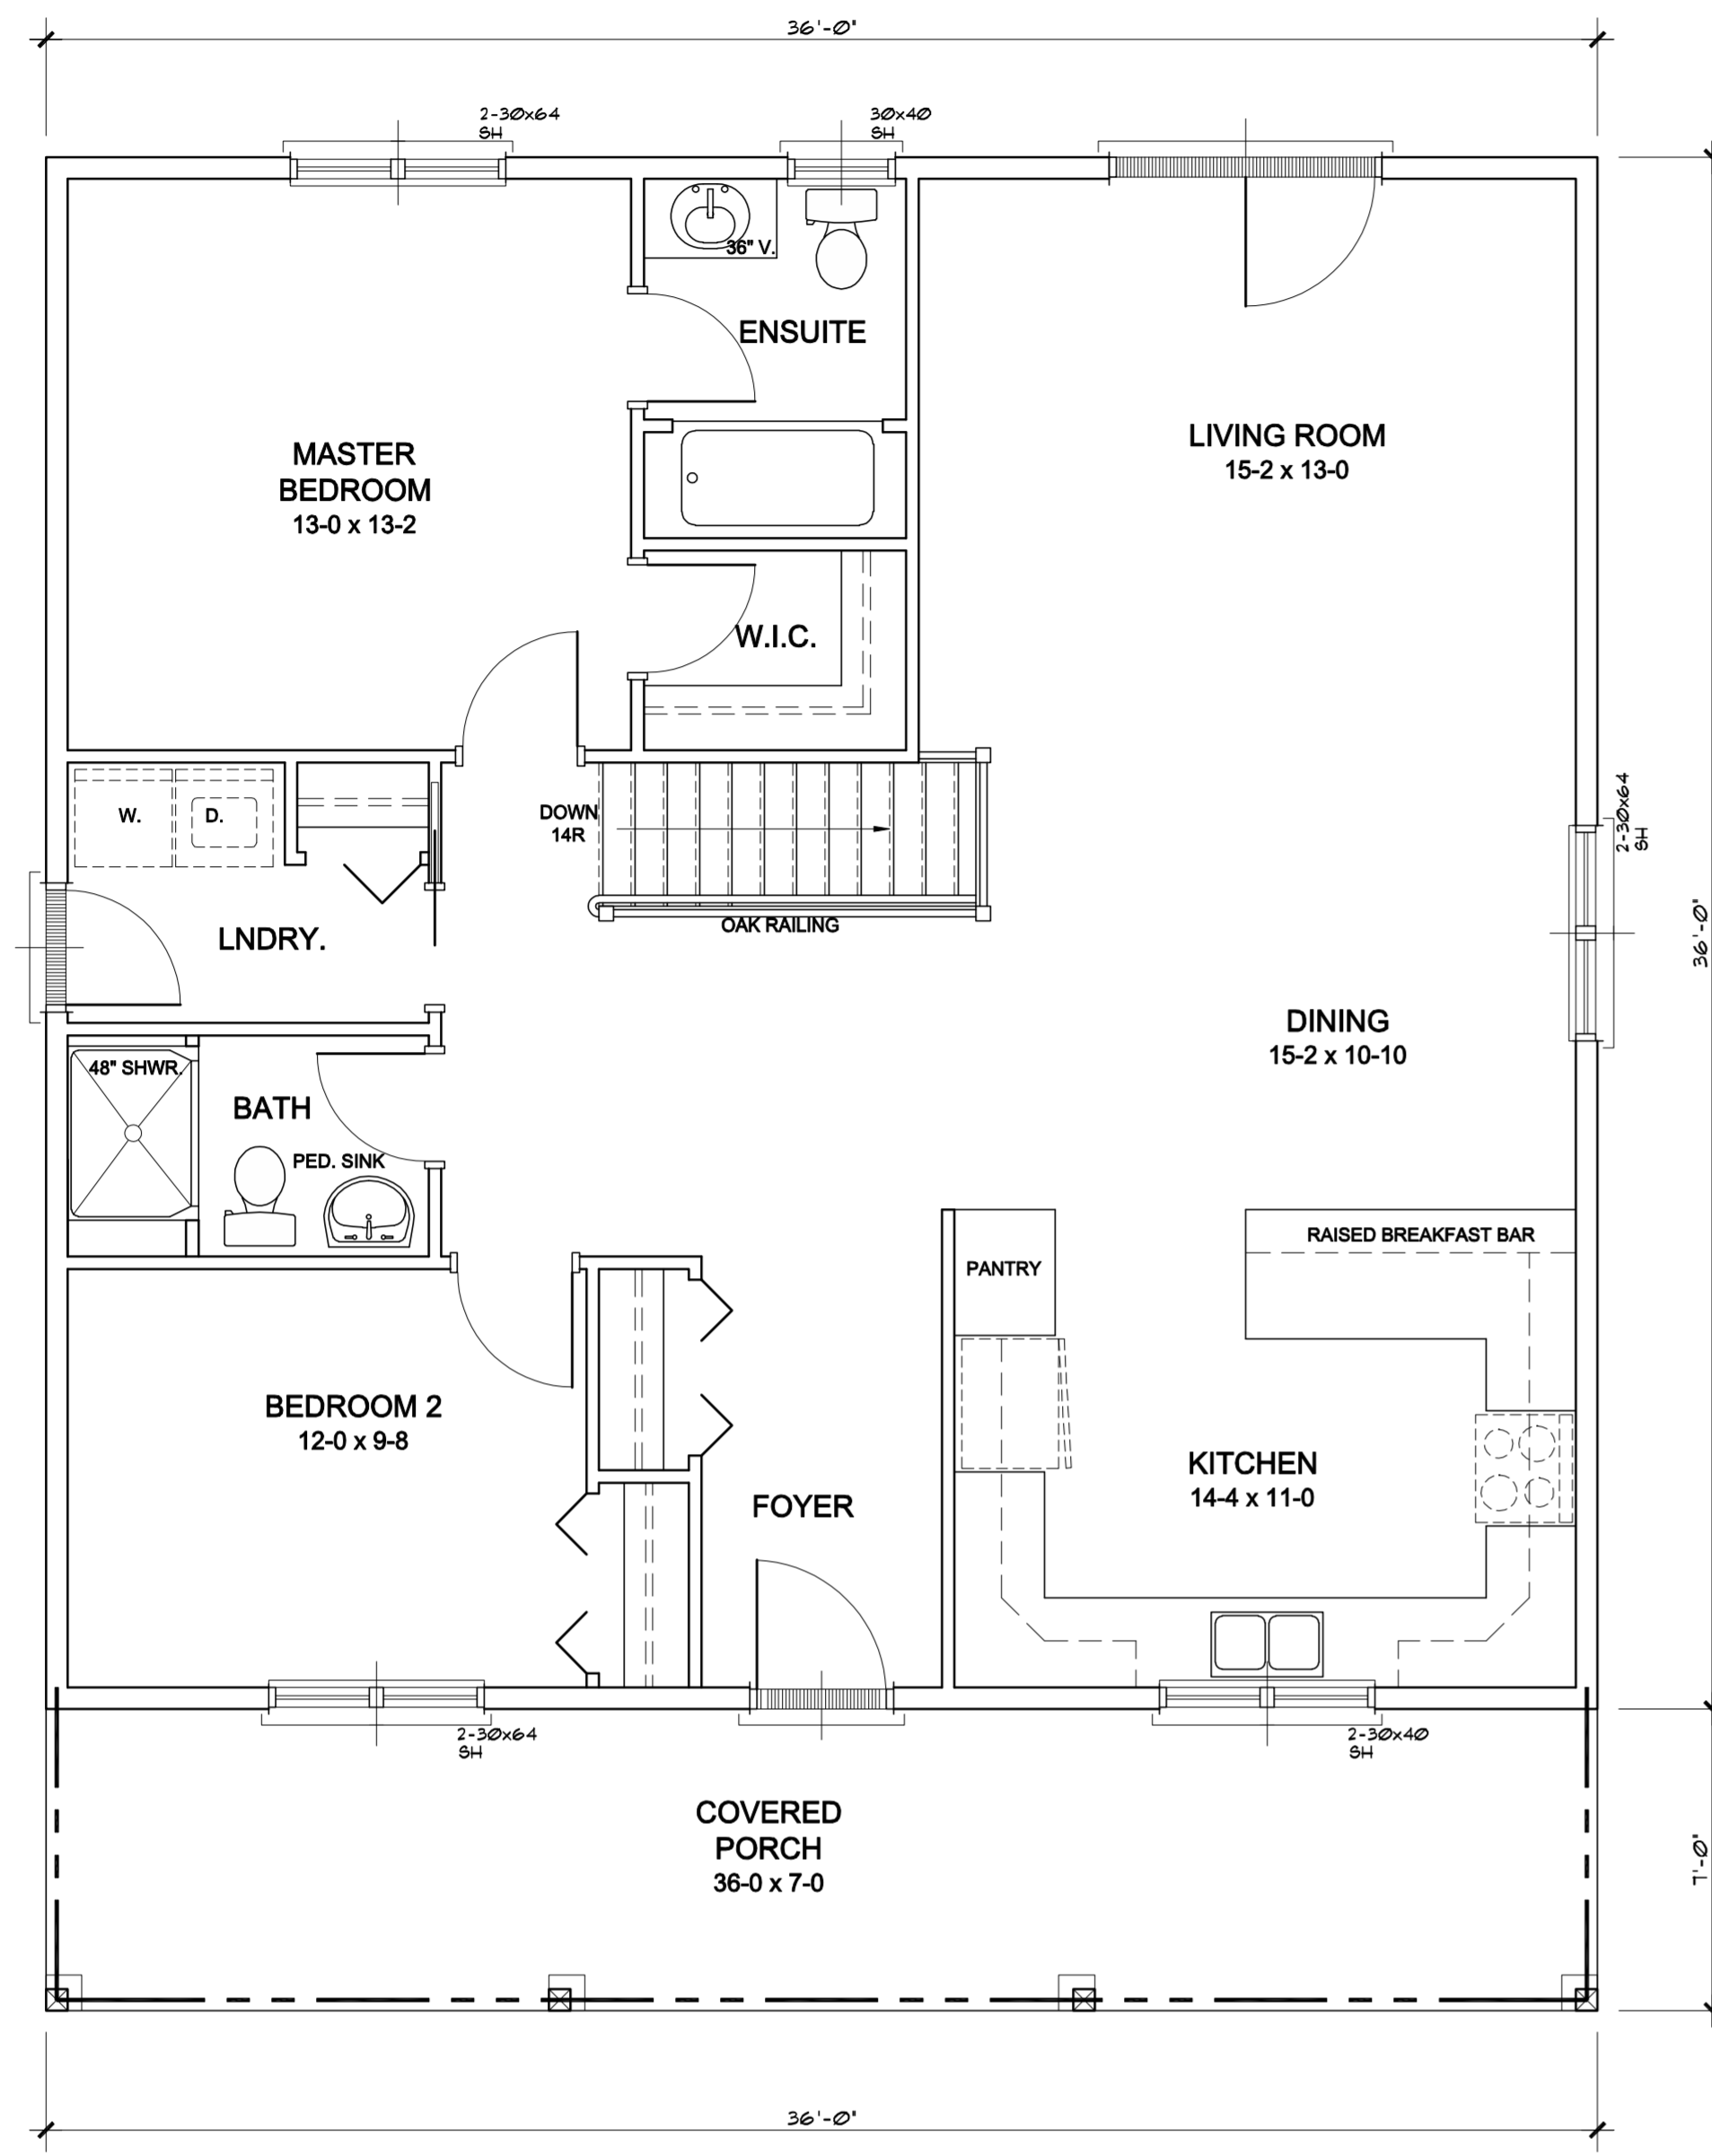 36'-0"
2-30x64
SH
30x40
SH
36" V.
ENSUITE
LIVING ROOM
15-2 x 13-0
MASTER
BEDROOM
13-0 x 13-2
W.I.C.
2-30x64
SH
W.
D.
DOWN
14R
OAK RAILING
36'-0"
LNDRY.
DINING
15-2 x 10-10
48" SHWR.
BATH
PED. SINK
RAISED BREAKFAST BAR
PANTRY
BEDROOM 2
12-0 x 9-8
KITCHEN
14-4 x 11-0
FOYER
2-30x64
SH
2-30x40
SH
COVERED
PORCH
36-0 x 7-0
7'-0"
36'-0"